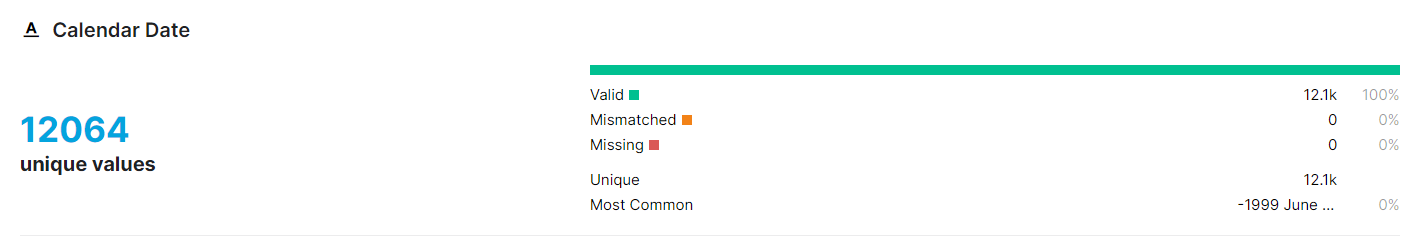 A Calendar Date
12064
unique values
Valid 12.1k 100%
Mismatched 0 0%
Missing 0 0%
Unique 12.1k
Most Common -1999 June ... 0%